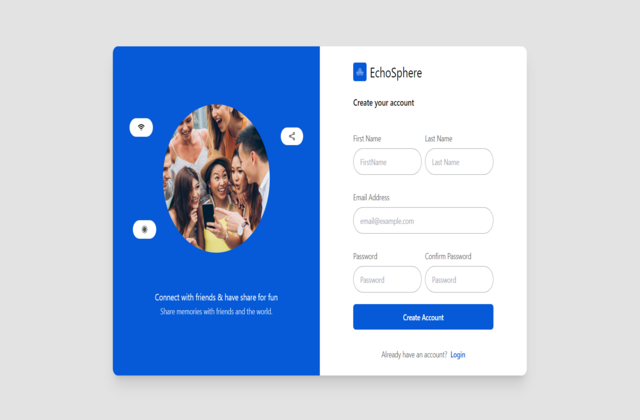 Connect with friends & have share for fun
Share memories with friends and the world.
EchoSphere
Create your account
First Name Last Name
FirstName Last Name
Email Address
email@example.com
Password Confirm Password
Password Password
Create Account
Already have an account? Login